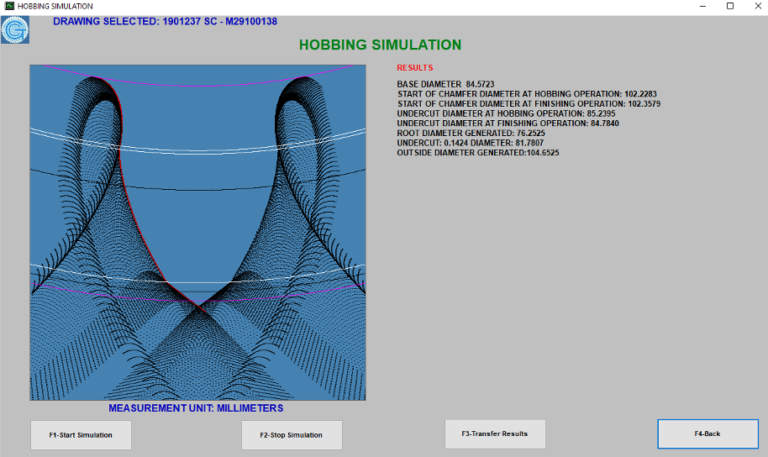 HOBBING SIMULATION
DRAWING SELECTED: 1901237 SC - M29100138
HOBBING SIMULATION
RESULTS
BASE DIAMETER 84.5723
START OF CHAMFER DIAMETER AT HOBBING OPERATION: 102.2283
START OF CHAMFER DIAMETER AT FINISHING OPERATION: 102.3579
UNDERCUT DIAMETER AT HOBBING OPERATION: 85.2395
UNDERCUT DIAMETER AT FINISHING OPERATION: 84.7840
ROOT DIAMETER GENERATED: 76.2525
UNDERCUT: 0.1424 DIAMETER: 81.7807
OUTSIDE DIAMETER GENERATED:104.6525
MEASUREMENT UNIT: MILLIMETERS
F1-Start Simulation
F2-Stop Simulation
F3-Transfer Results
F4-Back